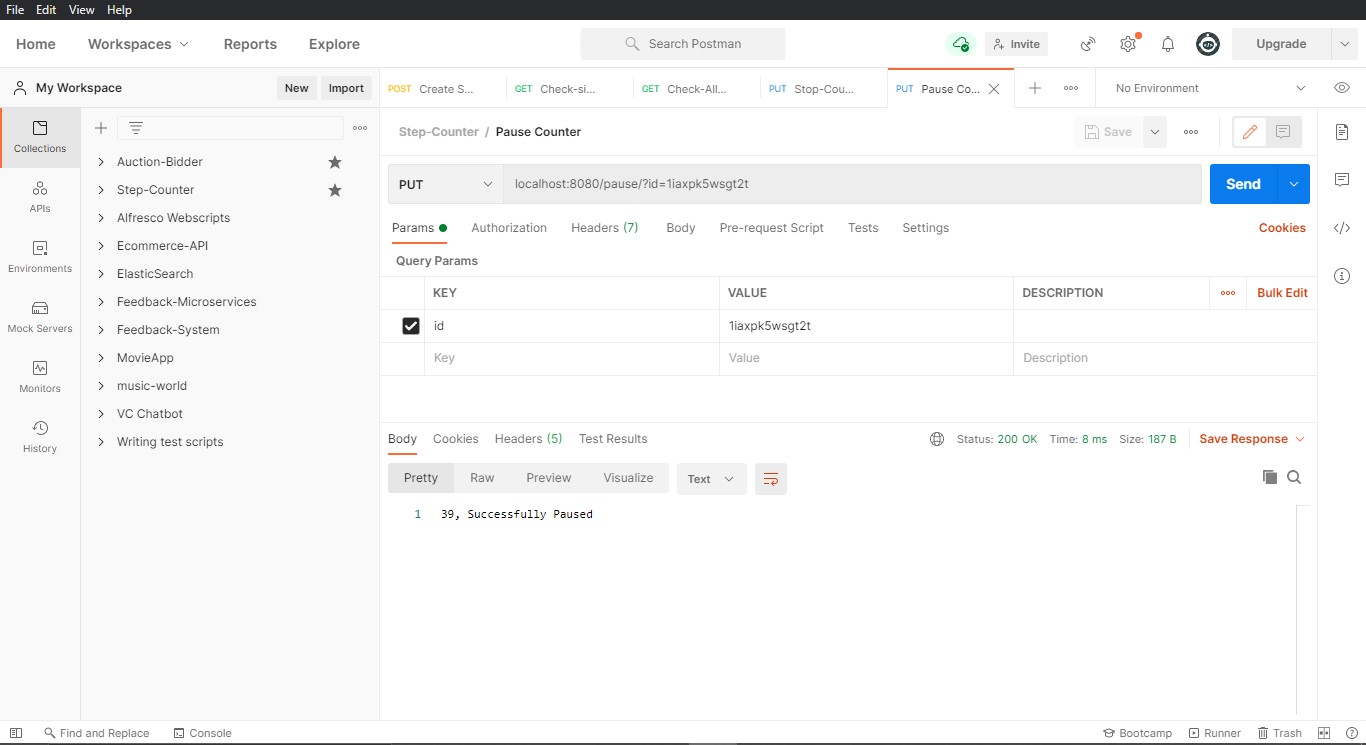 File Edit View Help
Home Workspaces Reports Explore Search Postman Invite Upgrade
My Workspace New Import
POST Create S... GET Check-si... GET Check-All... PUT Stop-Cou... PUT Pause Co... No Environment
Collections
APIs
Environments
Mock Servers
Monitors
History
Auction-Bidder
Step-Counter
Alfresco Webscripts
Ecommerce-API
ElasticSearch
Feedback-Microservices
Feedback-System
MovieApp
music-world
VC Chatbot
Writing test scripts
Step-Counter / Pause Counter Save
PUT localhost:8080/pause/?id=1iaxpk5wsgt2t Send
Params Authorization Headers (7) Body Pre-request Script Tests Settings Cookies
Query Params
KEY VALUE DESCRIPTION Bulk Edit
id 1iaxpk5wsgt2t
Key Value Description
Body Cookies Headers (5) Test Results Status: 200 OK Time: 8 ms Size: 187 B Save Response
Pretty Raw Preview Visualize Text
1 39, Successfully Paused
Find and Replace Console Bootcamp Runner Trash